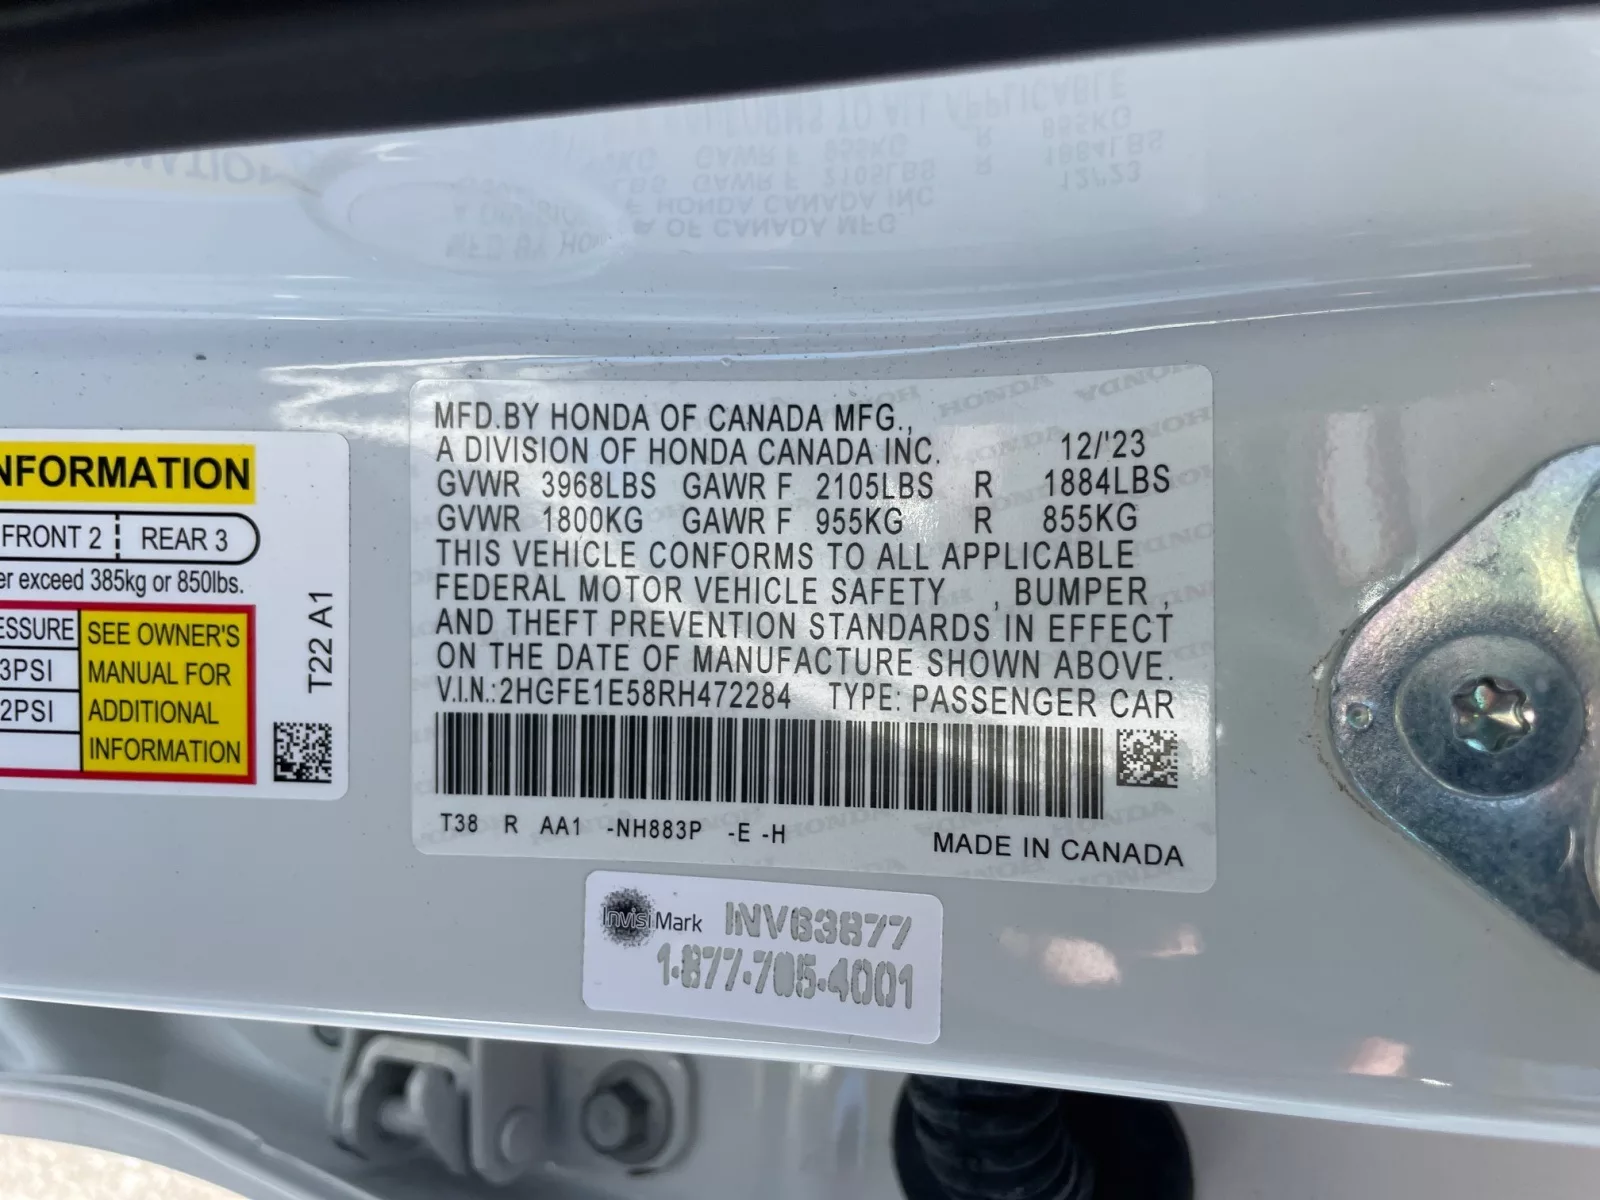 NFORMATION
FRONT 2 REAR 3
er exceed 385kg or 850lbs.
ESSURE
3PSI
2PSI
SEE OWNER'S
MANUAL FOR
ADDITIONAL
INFORMATION
T22 A1
MFD.BY HONDA OF CANADA MFG.,
A DIVISION OF HONDA CANADA INC. 12/'23
GVWR 3968LBS GAWR F 2105LBS R 1884LBS
GVWR 1800KG GAWR F 955KG R 855KG
THIS VEHICLE CONFORMS TO ALL APPLICABLE
FEDERAL MOTOR VEHICLE SAFETY , BUMPER ,
AND THEFT PREVENTION STANDARDS IN EFFECT
ON THE DATE OF MANUFACTURE SHOWN ABOVE.
V.I.N.:2HGFE1E58RH472284 TYPE: PASSENGER CAR
T38 R AA1 -NH883P -E -H
MADE IN CANADA
InvisiMark INV63877
1-877-705-4001